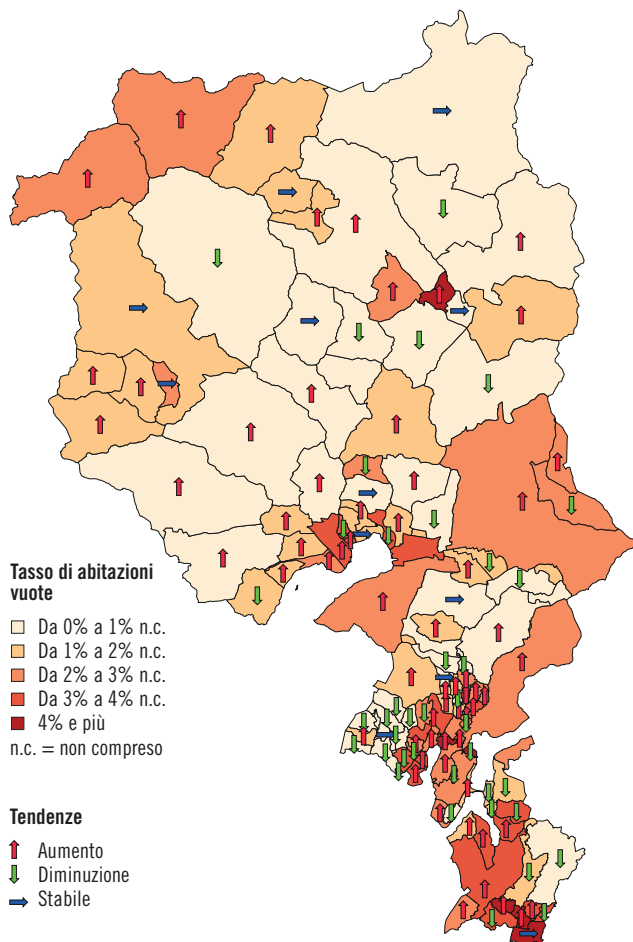 Tasso di abitazioni
vuote
Da 0% a 1% n.c.
Da 1% a 2% n.c.
Da 2% a 3% n.c.
Da 3% a 4% n.c.
4% e più
n.c. = non compreso
Tendenze
Aumento
Diminuzione
Stabile